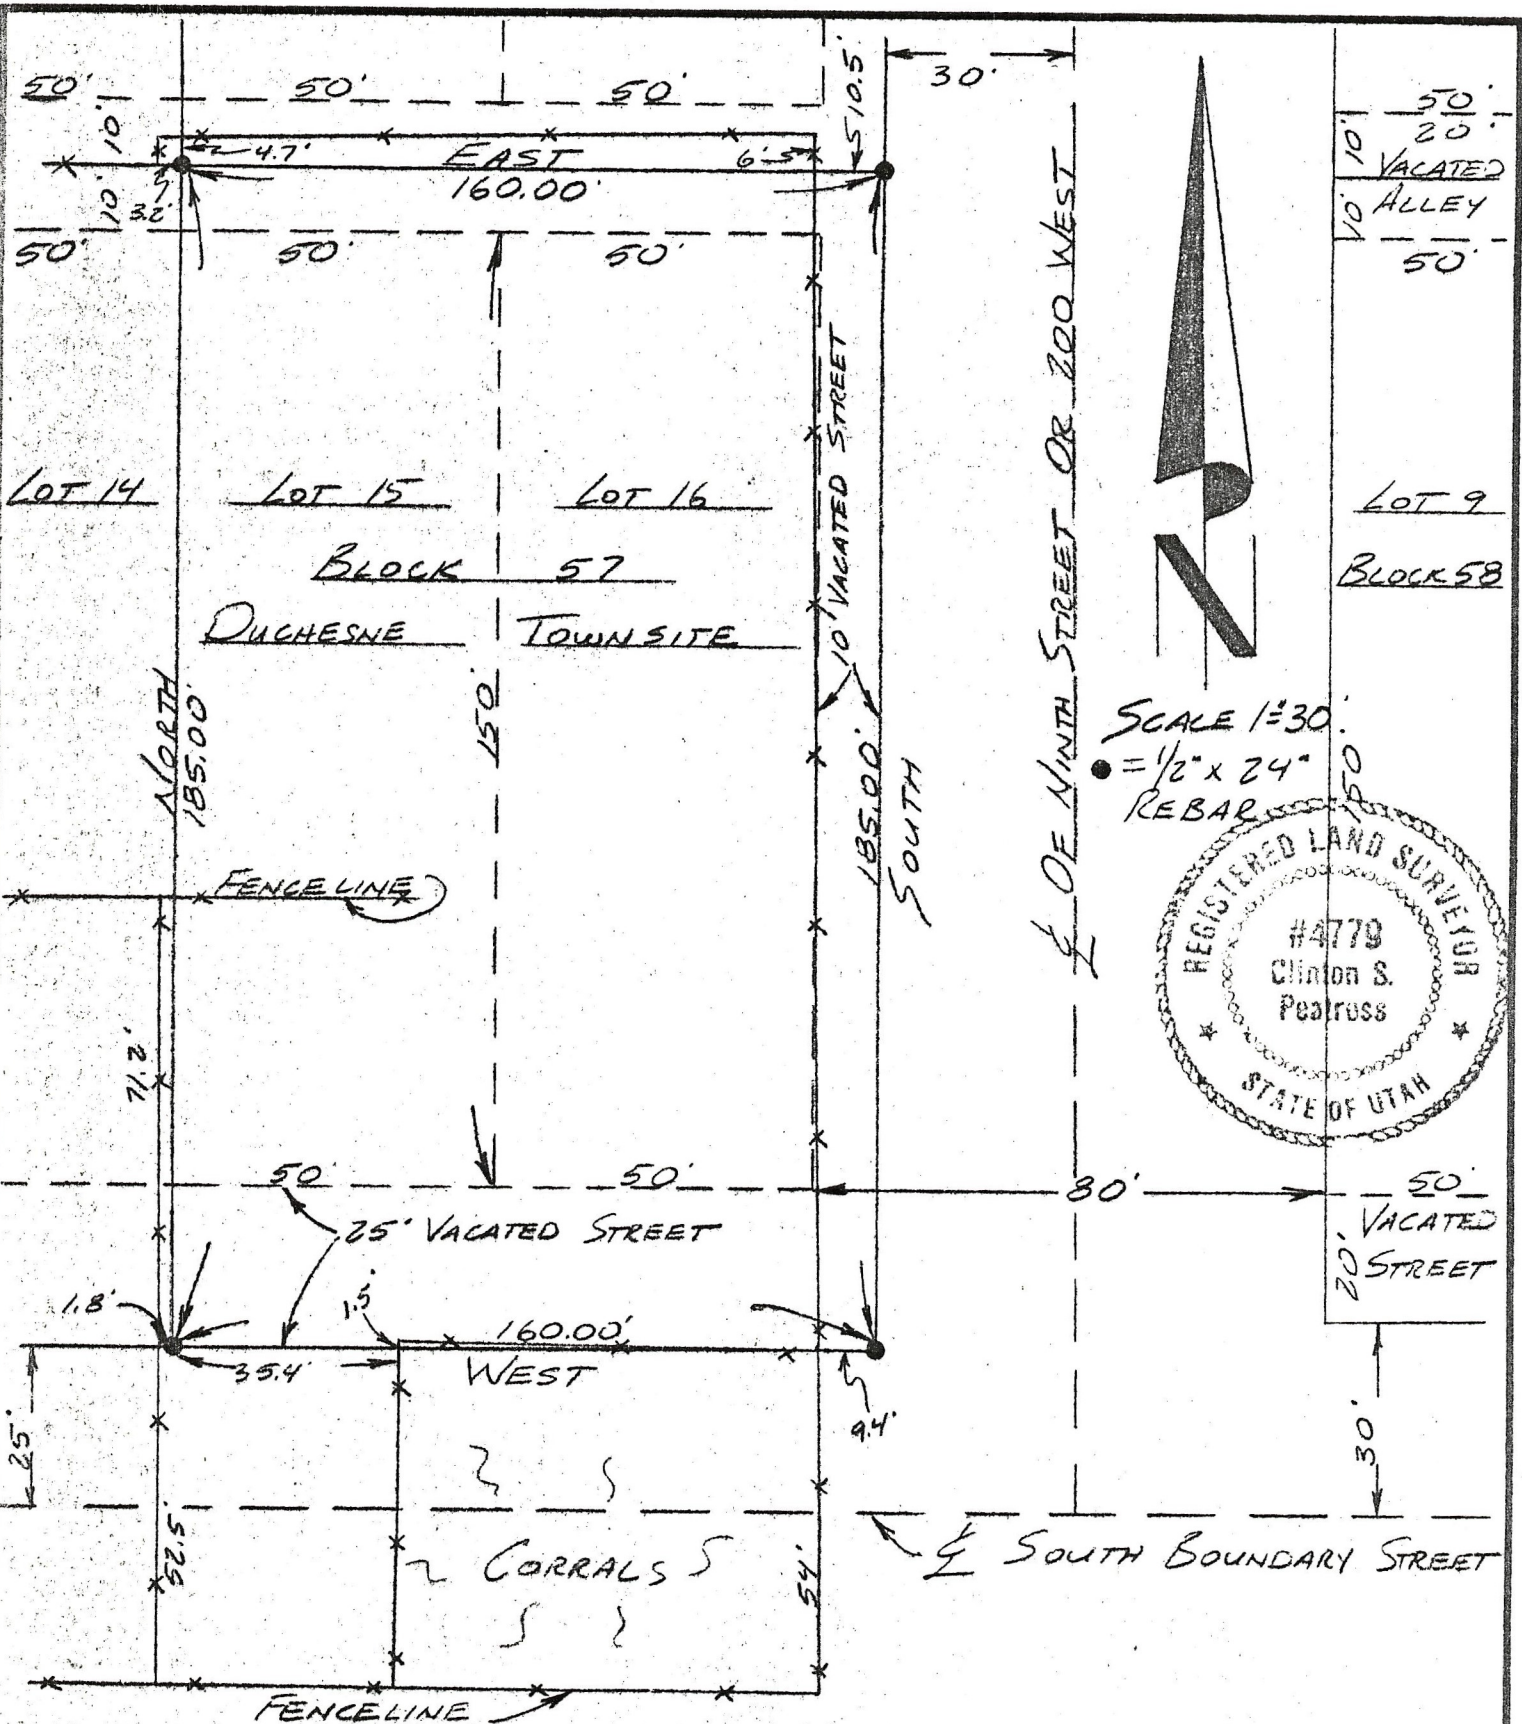 50'
50'
50'
10'
10'
4.7'
3.2'
EAST
160.00'
6.5'
10.5'
30'
50'
50'
50'
50'
20'
VACATED
ALLEY
10'
10'
50'
LOT 14
LOT 15
LOT 16
BLOCK 57
DUCHESNE TOWNSITE
LOT 9
BLOCK 58
10' VACATED STREET
℄ OF NINTH STREET OR 200 WEST
N
NORTH
185.00'
150'
185.00'
SOUTH
SCALE 1"=30'
● = 1/2" x 24"
REBAR
150'
REGISTERED LAND SURVEYOR
#4779
Clinton S.
Peatross
STATE OF UTAH
FENCELINE
71.2'
50'
50'
80'
50'
25' VACATED STREET
VACATED
STREET
20'
1.8'
1.5'
160.00'
WEST
35.4'
9.4'
25'
30'
52.5'
54'
CORRALS
℄ SOUTH BOUNDARY STREET
FENCELINE